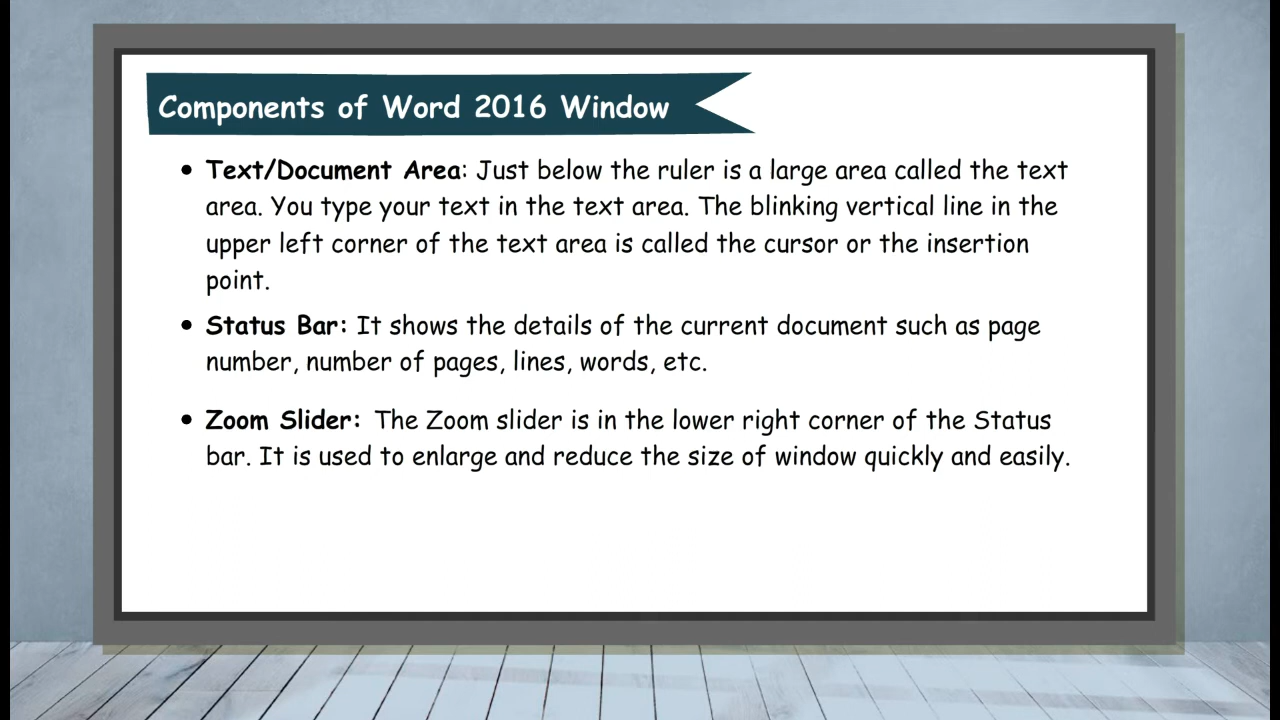 Components of Word 2016 Window
• Text/Document Area: Just below the ruler is a large area called the text
area. You type your text in the text area. The blinking vertical line in the
upper left corner of the text area is called the cursor or the insertion
point.
• Status Bar: It shows the details of the current document such as page
number, number of pages, lines, words, etc.
• Zoom Slider: The Zoom slider is in the lower right corner of the Status
bar. It is used to enlarge and reduce the size of window quickly and easily.